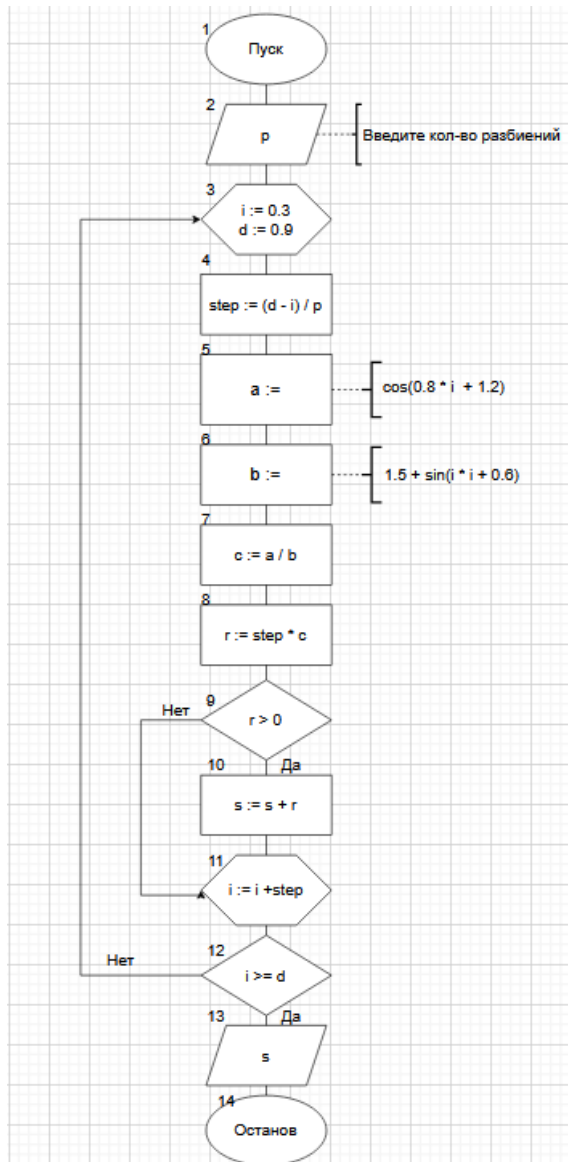 1
Пуск
2
p
Введите кол-во разбиений
3
i := 0.3
d := 0.9
4
step := (d - i) / p
5
a :=
cos(0.8 * i + 1.2)
6
b :=
1.5 + sin(i * i + 0.6)
7
c := a / b
8
r := step * c
9
Нет
r > 0
Да
10
s := s + r
11
i := i +step
12
Нет
i >= d
Да
13
s
14
Останов